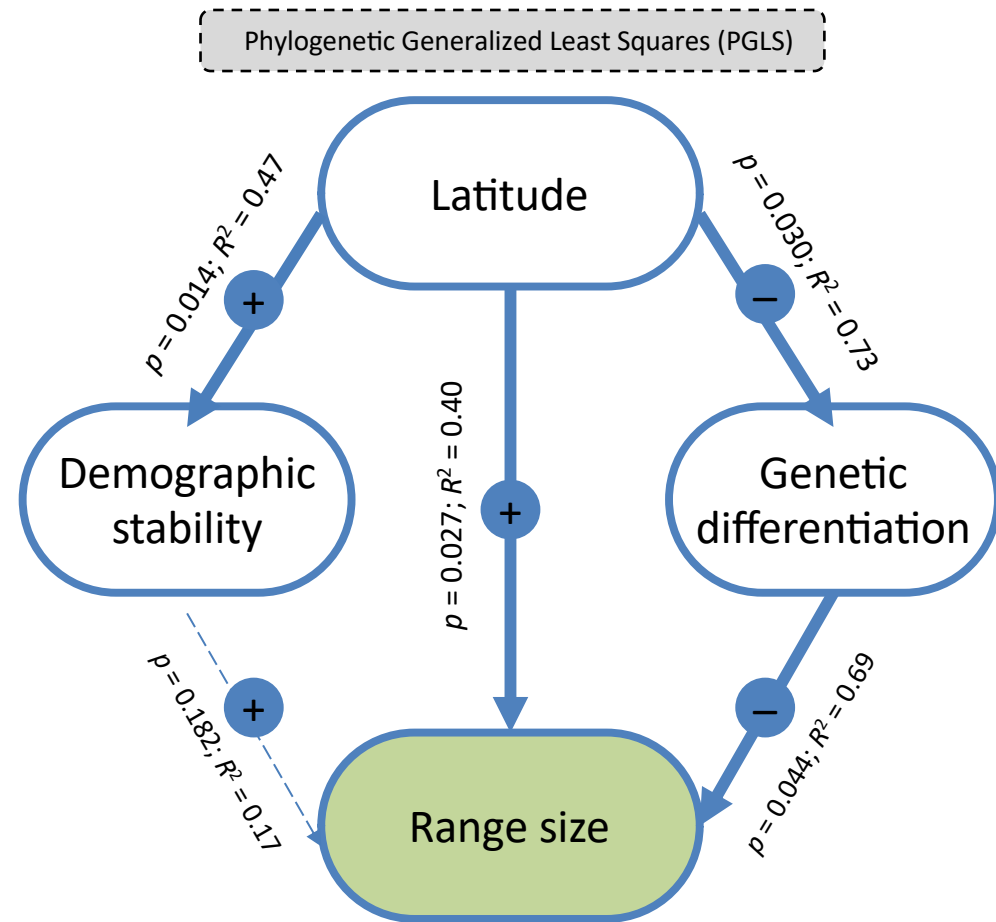 Phylogenetic Generalized Least Squares (PGLS)
Latitude
p = 0.014; R² = 0.47
+
p = 0.030; R² = 0.73
−
Demographic
stability
p = 0.027; R² = 0.40
+
Genetic
differentiation
p = 0.182; R² = 0.17
+
p = 0.044; R² = 0.69
−
Range size